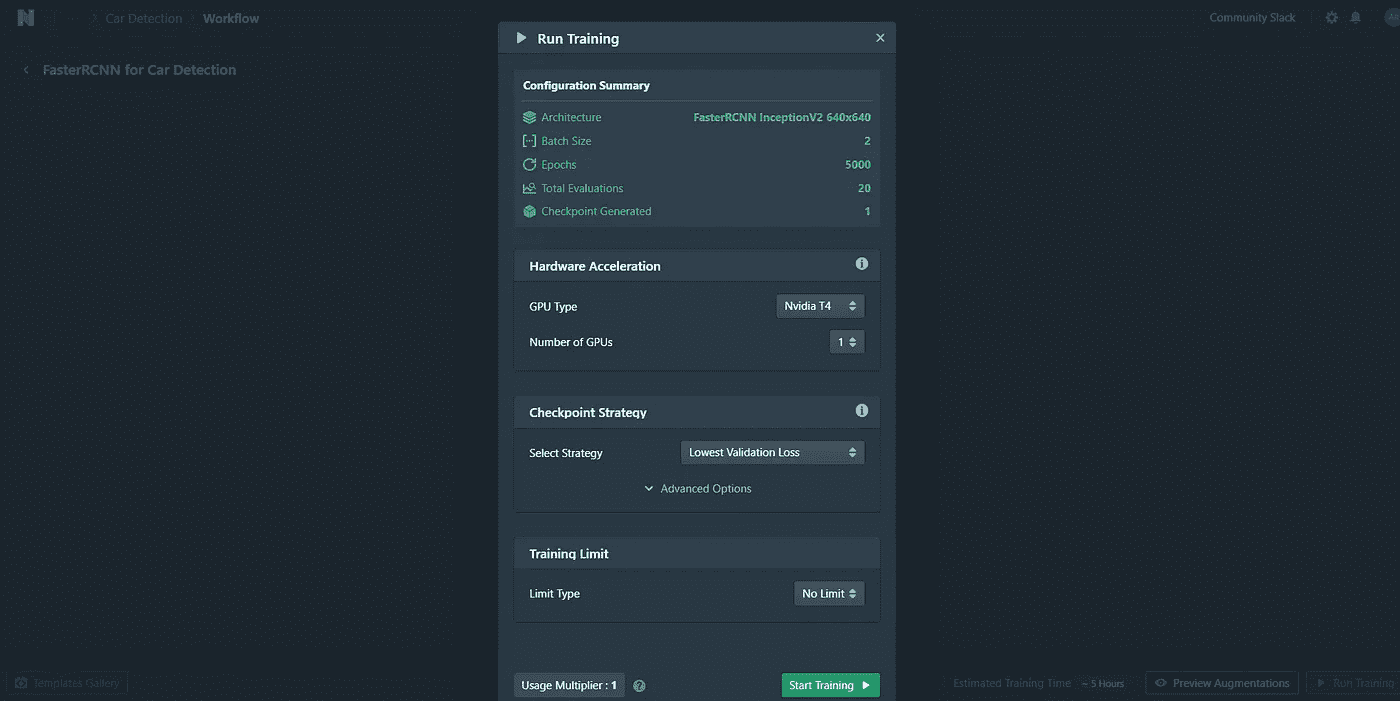 Car Detection Workflow
Community Slack
FasterRCNN for Car Detection
Run Training
Configuration Summary
Architecture FasterRCNN InceptionV2 640x640
Batch Size 2
Epochs 5000
Total Evaluations 20
Checkpoint Generated 1
Hardware Acceleration
GPU Type Nvidia T4
Number of GPUs 1
Checkpoint Strategy
Select Strategy Lowest Validation Loss
Advanced Options
Training Limit
Limit Type No Limit
Usage Multiplier : 1
Start Training
Templates Gallery
Estimated Training Time ~ 5 Hours
Preview Augmentations
Run Training